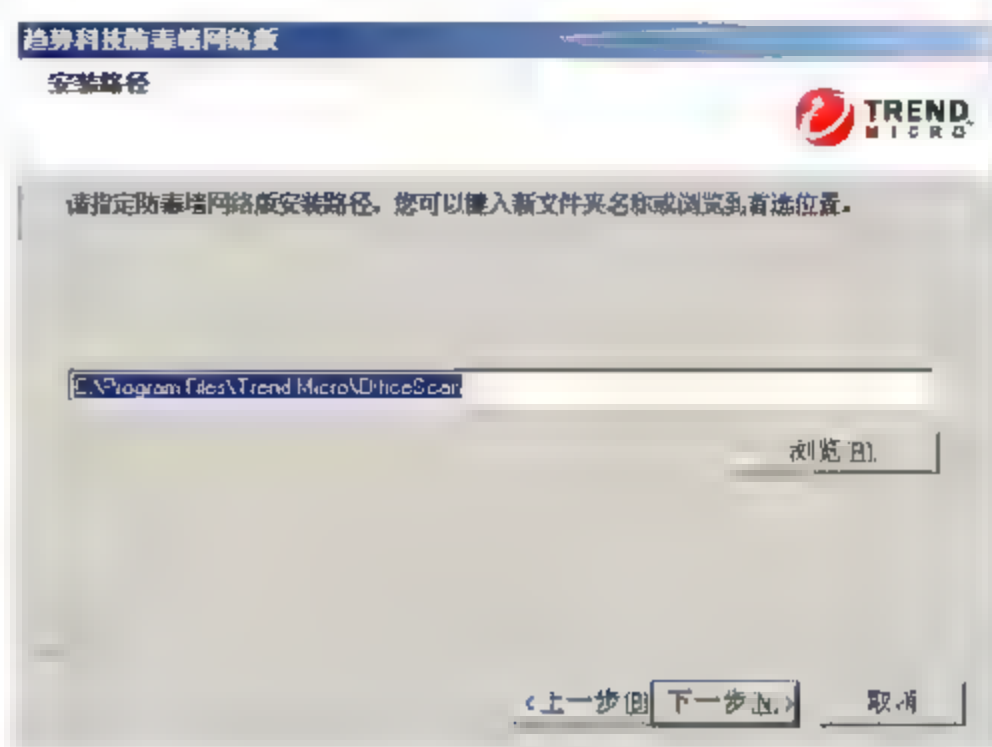 趋势科技防毒墙网络版
安装路径
TREND
MICRO
请指定防毒墙网络版安装路径。您可以键入新文件夹名称或浏览到首选位置。
C:\Program Files\Trend Micro\OfficeScan
浏览(R).
<上一步(B) 下一步(N) > 取消